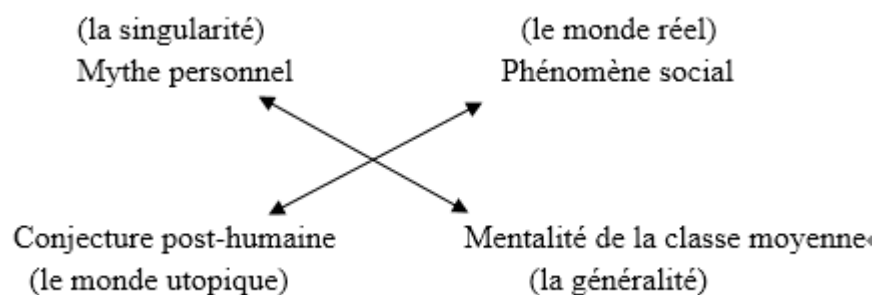 (la singularité) (le monde réel)
Mythe personnel Phénomène social
Conjecture post-humaine Mentalité de la classe moyenne
(le monde utopique) (la généralité)